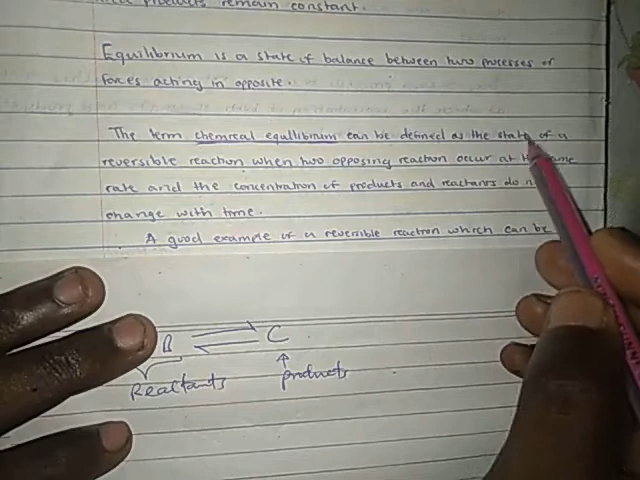 products remain constant.
Equilibrium is a state of balance between two processes or
forces acting in opposite.
The term chemical equilibrium can be defined as the state of a
reversible reaction when two opposing reaction occur at the same
rate and the concentration of products and reactants do
change with time.
A good example of a reversible reaction which can be
B ⇌ C
Reactants
products